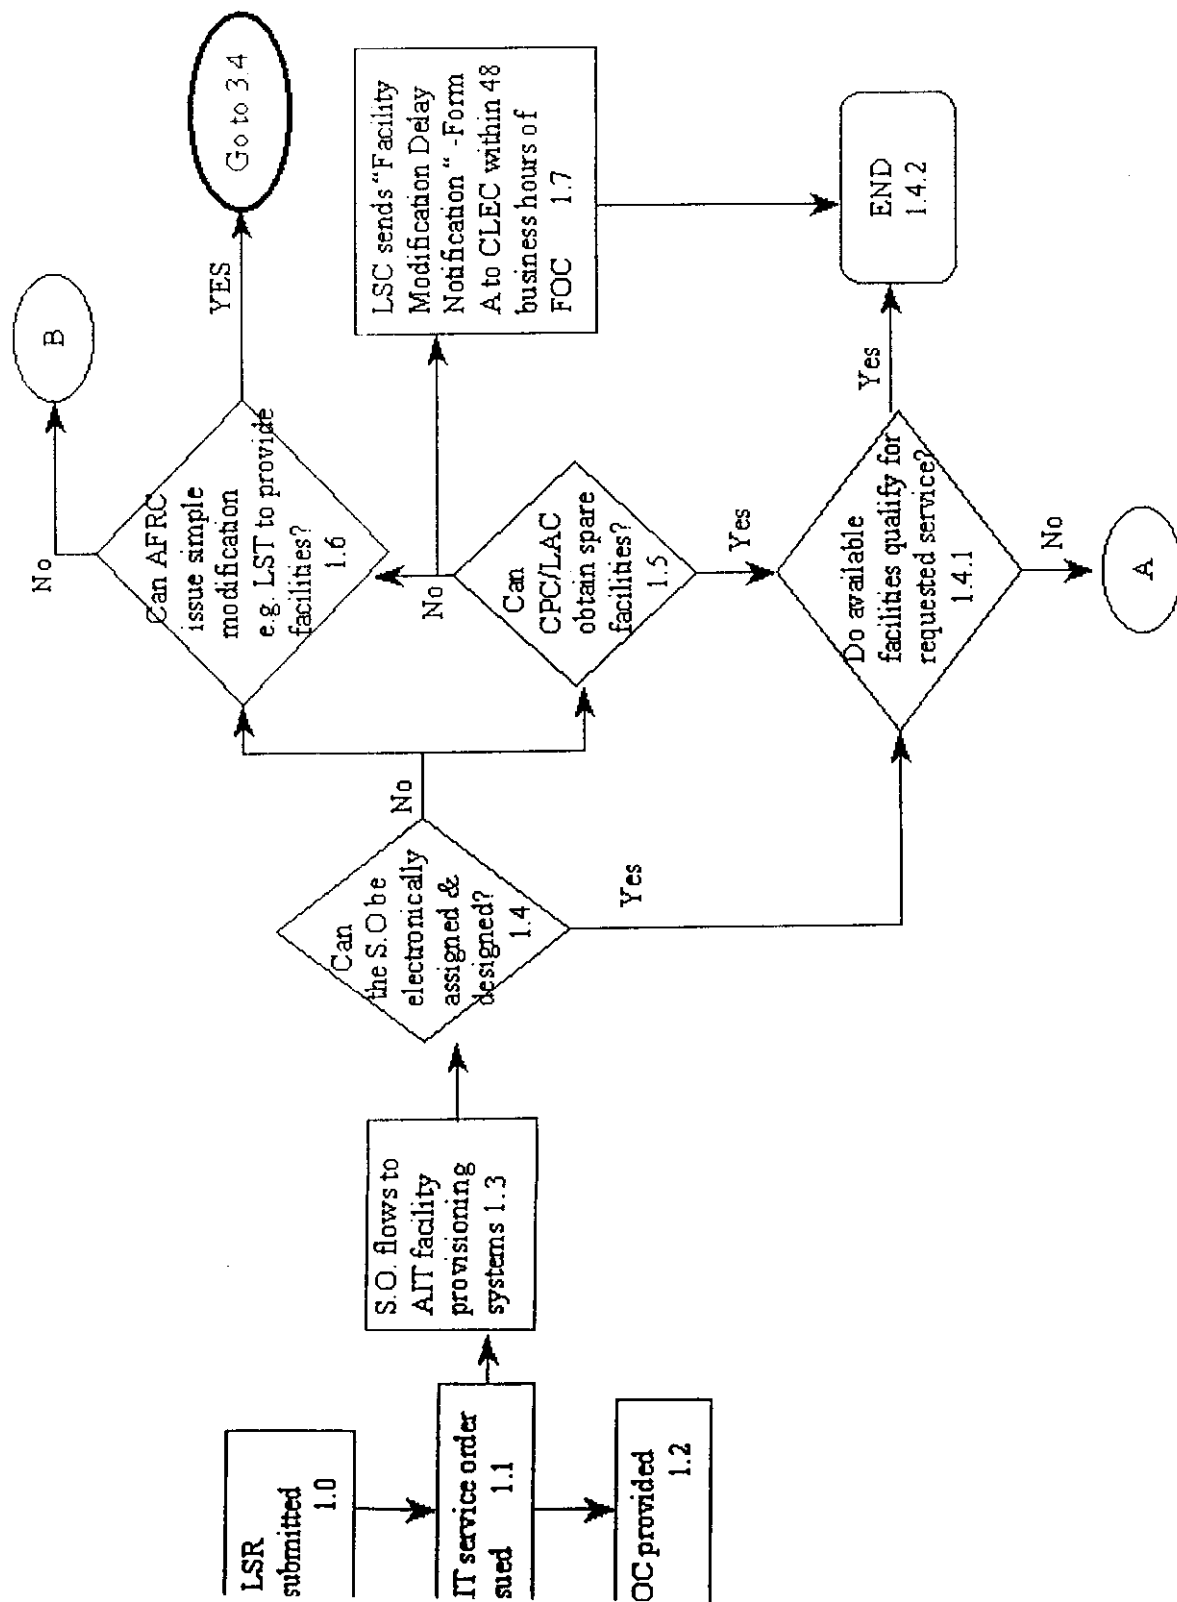 LSR
submitted
1.0
IT service order
sued 1.1
OC provided
1.2
S.O. flows to
AIT facility
provisioning
systems 1.3
Can
the S.O be
electronically
assigned &
designed?
1.4
No
Yes
Can AFRC
issue simple
modification
e.g. LST to provide
facilities?
1.6
No
B
YES
Go to 3.4
Can
CPC/LAC
obtain spare
facilities?
1.5
No
Yes
LSC sends "Facility
Modification Delay
Notification " -Form
A to CLEC within 48
business hours of
FOC 1.7
Do available
facilities qualify for
requested service?
1.4.1
Yes
No
A
END
1.4.2